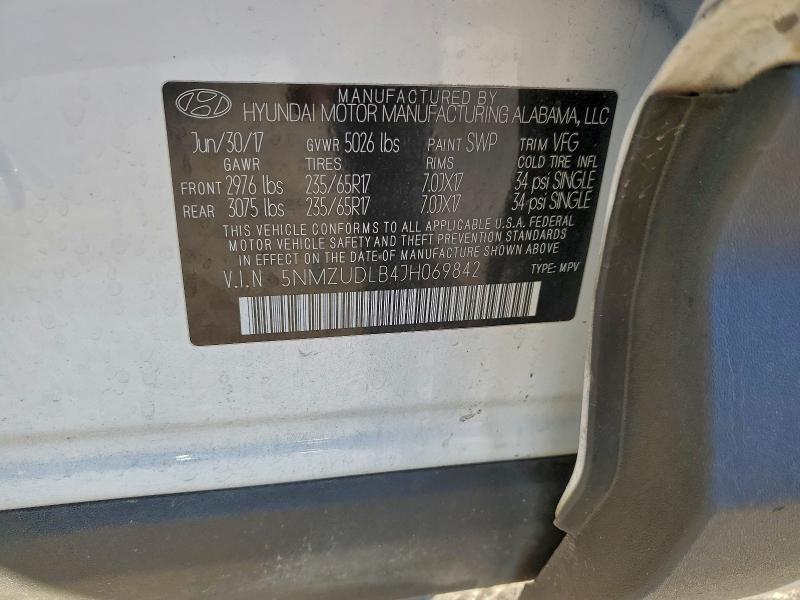 MANUFACTURED BY
HYUNDAI MOTOR MANUFACTURING ALABAMA, LLC
Jun/30/17 GVWR 5026 lbs PAINT SWP TRIM VFG
GAWR TIRES RIMS COLD TIRE INFL
FRONT 2976 lbs 235/65R17 7.0JX17 34 psi SINGLE
REAR 3075 lbs 235/65R17 7.0JX17 34 psi SINGLE
THIS VEHICLE CONFORMS TO ALL APPLICABLE U.S.A. FEDERAL
MOTOR VEHICLE SAFETY AND THEFT PREVENTION STANDARDS
IN EFFECT ON THE DATE OF MANUFACTURE SHOWN ABOVE
V.I.N 5NMZUDLB4JH069842 TYPE: MPV